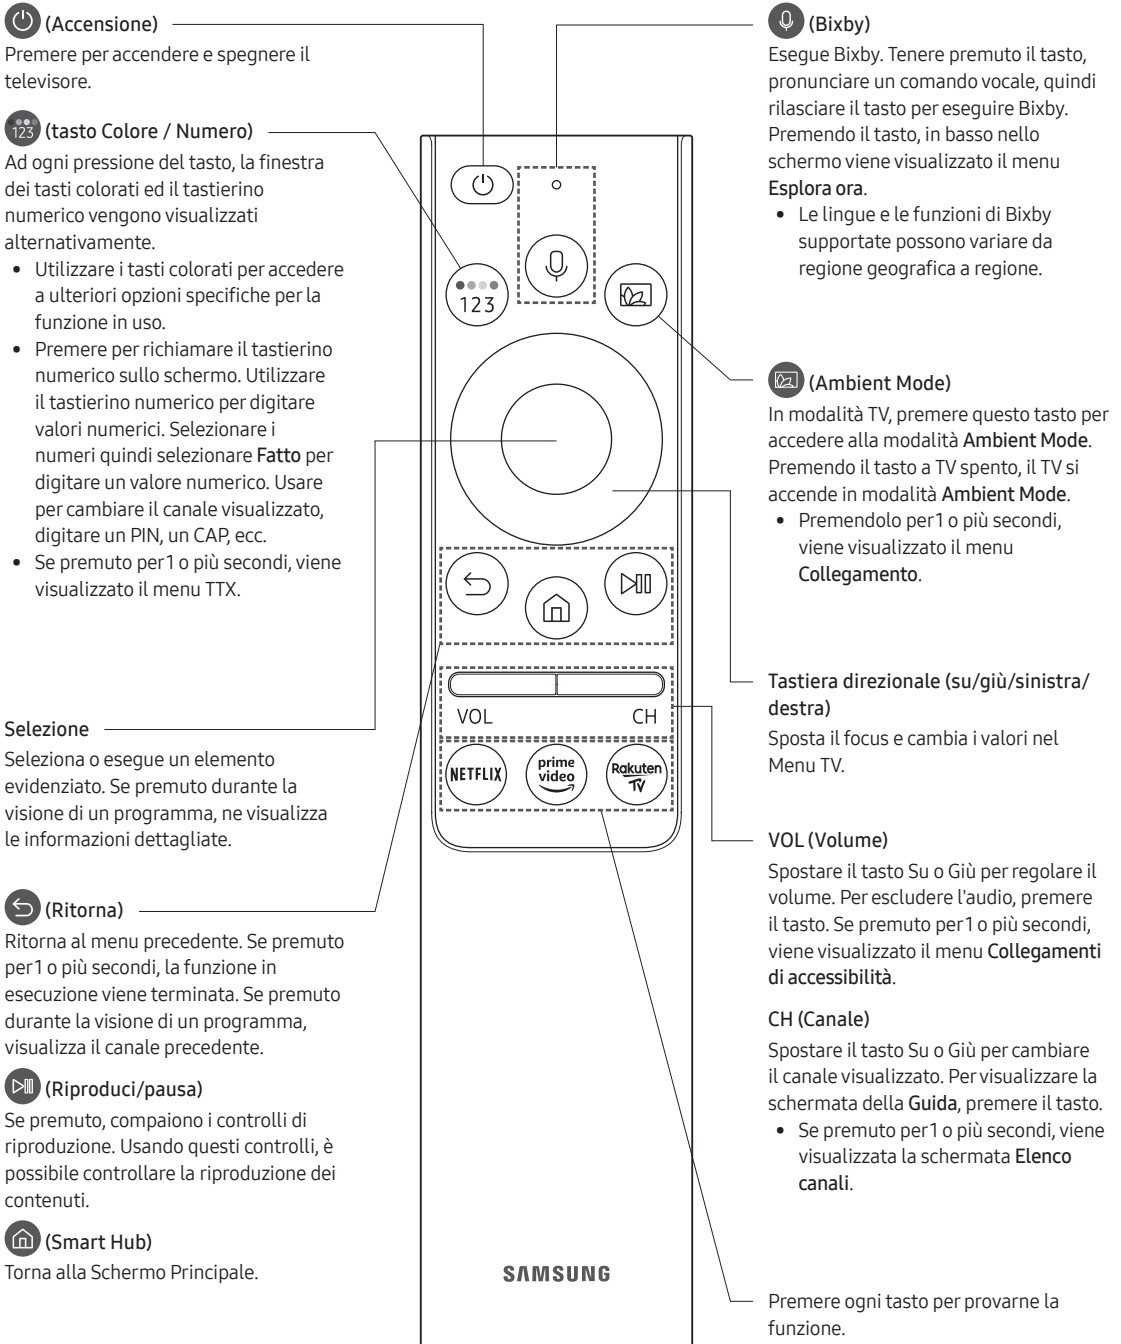 (Accensione)
Premere per accendere e spegnere il
televisore.
123 (tasto Colore / Numero)
Ad ogni pressione del tasto, la finestra
dei tasti colorati ed il tastierino
numerico vengono visualizzati
alternativamente.
• Utilizzare i tasti colorati per accedere
a ulteriori opzioni specifiche per la
funzione in uso.
• Premere per richiamare il tastierino
numerico sullo schermo. Utilizzare
il tastierino numerico per digitare
valori numerici. Selezionare i
numeri quindi selezionare Fatto per
digitare un valore numerico. Usare
per cambiare il canale visualizzato,
digitare un PIN, un CAP, ecc.
• Se premuto per 1 o più secondi, viene
visualizzato il menu TTX.
Selezione
Seleziona o esegue un elemento
evidenziato. Se premuto durante la
visione di un programma, ne visualizza
le informazioni dettagliate.
(Ritorna)
Ritorna al menu precedente. Se premuto
per 1 o più secondi, la funzione in
esecuzione viene terminata. Se premuto
durante la visione di un programma,
visualizza il canale precedente.
(Riproduci/pausa)
Se premuto, compaiono i controlli di
riproduzione. Usando questi controlli, è
possibile controllare la riproduzione dei
contenuti.
(Smart Hub)
Torna alla Schermo Principale.
123
VOL CH
NETFLIX
prime
video
Rakuten
TV
SAMSUNG
(Bixby)
Esegue Bixby. Tenere premuto il tasto,
pronunciare un comando vocale, quindi
rilasciare il tasto per eseguire Bixby.
Premendo il tasto, in basso nello
schermo viene visualizzato il menu
Esplora ora.
• Le lingue e le funzioni di Bixby
supportate possono variare da
regione geografica a regione.
(Ambient Mode)
In modalità TV, premere questo tasto per
accedere alla modalità Ambient Mode.
Premendo il tasto a TV spento, il TV si
accende in modalità Ambient Mode.
• Premendolo per 1 o più secondi,
viene visualizzato il menu
Collegamento.
Tastiera direzionale (su/giù/sinistra/
destra)
Sposta il focus e cambia i valori nel
Menu TV.
VOL (Volume)
Spostare il tasto Su o Giù per regolare il
volume. Per escludere l'audio, premere
il tasto. Se premuto per 1 o più secondi,
viene visualizzato il menu Collegamenti
di accessibilità.
CH (Canale)
Spostare il tasto Su o Giù per cambiare
il canale visualizzato. Per visualizzare la
schermata della Guida, premere il tasto.
• Se premuto per 1 o più secondi, viene
visualizzata la schermata Elenco
canali.
Premere ogni tasto per provarne la
funzione.